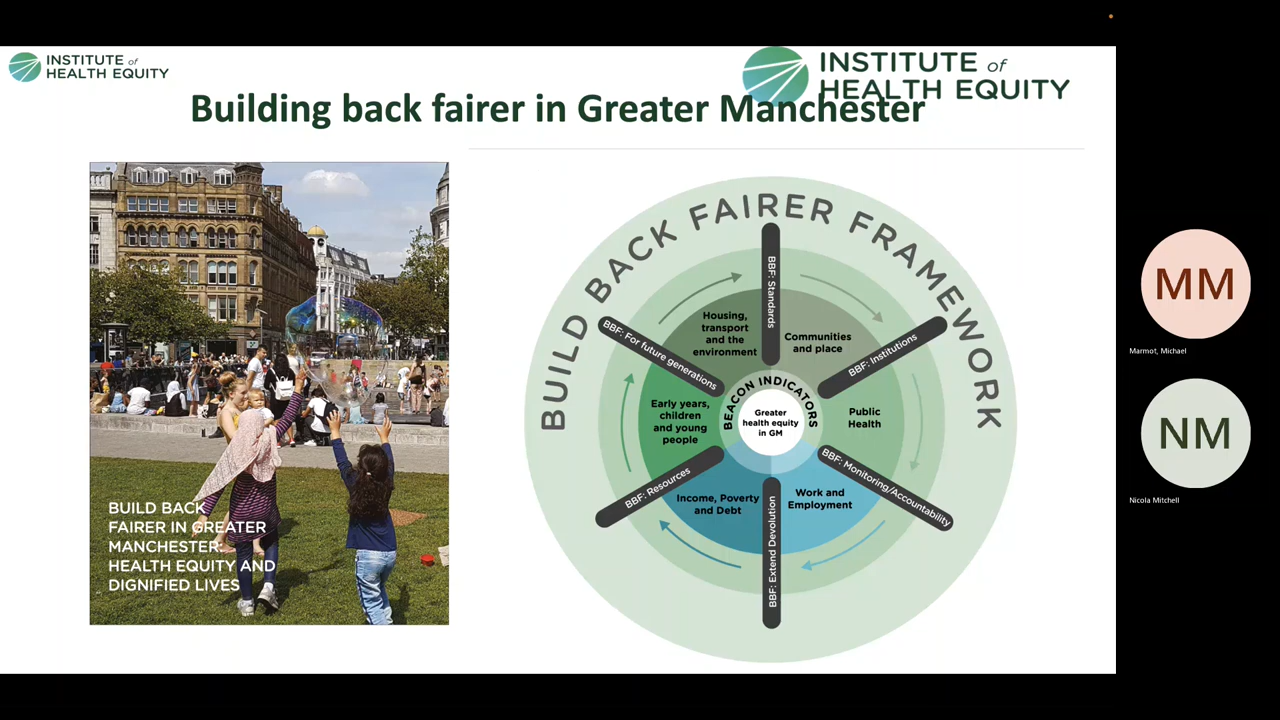 INSTITUTE of
HEALTH EQUITY
INSTITUTE of
HEALTH EQUITY
Building back fairer in Greater Manchester
BUILD BACK
FAIRER IN GREATER
MANCHESTER:
HEALTH EQUITY AND
DIGNIFIED LIVES
BUILD BACK FAIRER FRAMEWORK
BBF: Standards
BBF: Institutions
BBF: Monitoring/Accountability
BBF: Extend Devolution
BBF: Resources
BBF: For future generations
Housing,
transport
and the
environment
Communities
and place
Early years,
children
and young
people
Public
Health
Income, Poverty
and Debt
Work and
Employment
BEACON INDICATORS
Greater
health equity
in GM
MM
Marmot, Michael
NM
Nicola Mitchell